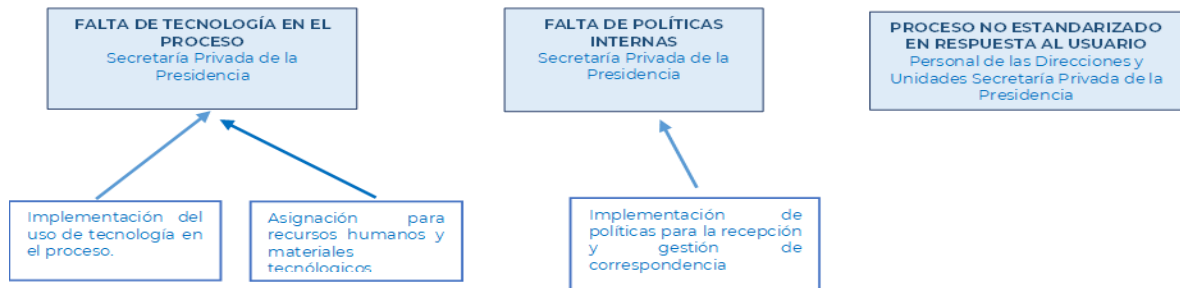 FALTA DE TECNOLOGÍA EN EL
PROCESO
Secretaría Privada de la
Presidencia
FALTA DE POLÍTICAS
INTERNAS
Secretaría Privada de la
Presidencia
PROCESO NO ESTANDARIZADO
EN RESPUESTA AL USUARIO
Personal de las Direcciones y
Unidades Secretaría Privada de la
Presidencia
Implementación del
uso de tecnología en
el proceso.
Asignación para
recursos humanos y
materiales
tecnólogicos
Implementación de
políticas para la recepción
y gestión de
correspondencia